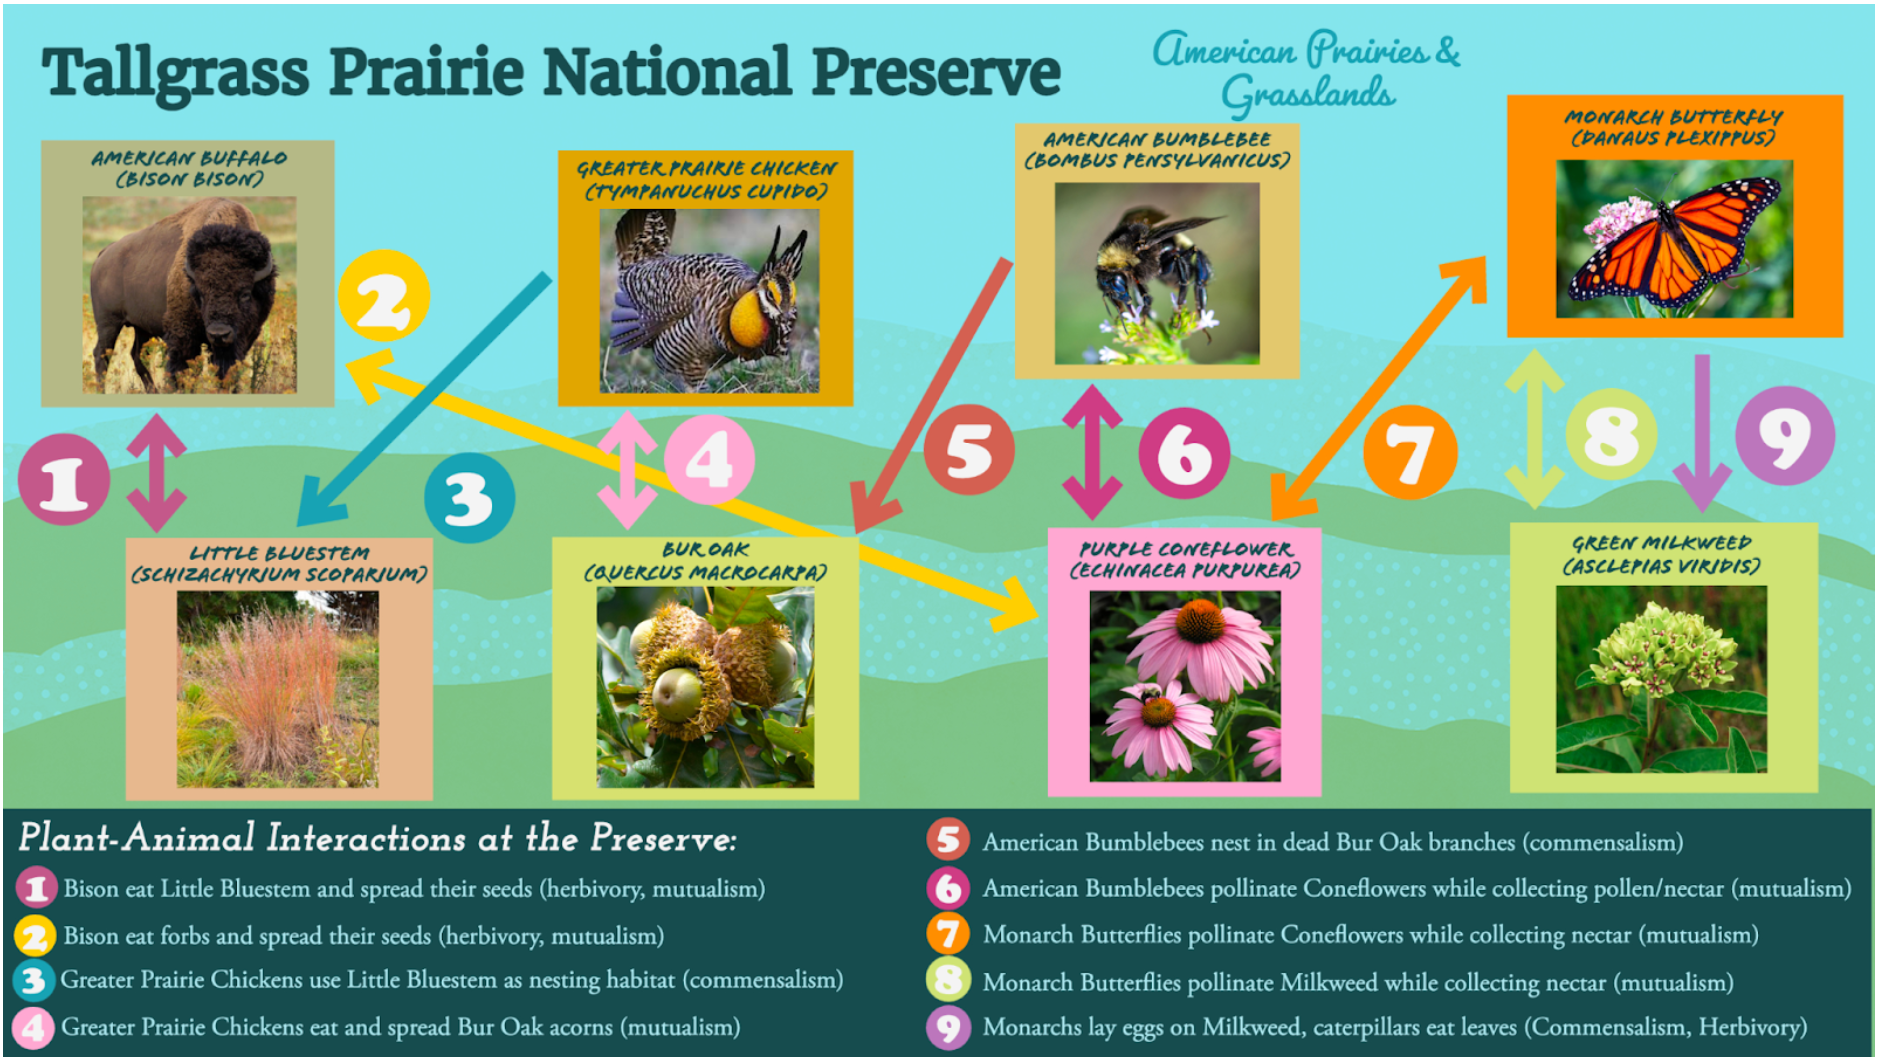 Tallgrass Prairie National Preserve
American Prairies &
Grasslands
AMERICAN BUFFALO
(BISON BISON)
GREATER PRAIRIE CHICKEN
(TYMPANUCHUS CUPIDO)
AMERICAN BUMBLEBEE
(BOMBUS PENSYLVANICUS)
MONARCH BUTTERFLY
(DANAUS PLEXIPPUS)
2
1
3
4
5
6
7
8
9
LITTLE BLUESTEM
(SCHIZACHYRIUM SCOPARIUM)
BUR OAK
(QUERCUS MACROCARPA)
PURPLE CONEFLOWER
(ECHINACEA PURPUREA)
GREEN MILKWEED
(ASCLEPIAS VIRIDIS)
Plant-Animal Interactions at the Preserve:
1 Bison eat Little Bluestem and spread their seeds (herbivory, mutualism)
2 Bison eat forbs and spread their seeds (herbivory, mutualism)
3 Greater Prairie Chickens use Little Bluestem as nesting habitat (commensalism)
4 Greater Prairie Chickens eat and spread Bur Oak acorns (mutualism)
5 American Bumblebees nest in dead Bur Oak branches (commensalism)
6 American Bumblebees pollinate Coneflowers while collecting pollen/nectar (mutualism)
7 Monarch Butterflies pollinate Coneflowers while collecting nectar (mutualism)
8 Monarch Butterflies pollinate Milkweed while collecting nectar (mutualism)
9 Monarchs lay eggs on Milkweed, caterpillars eat leaves (Commensalism, Herbivory)